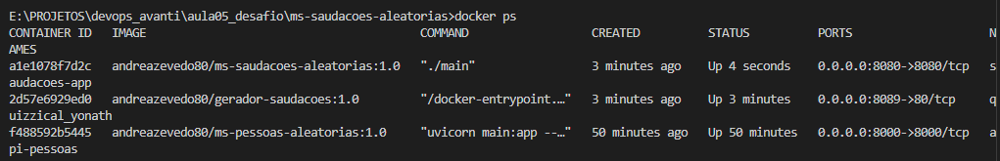 E:\PROJETOS\devops_avanti\aula05_desafio\ms-saudacoes-aleatorias>docker ps
CONTAINER ID   IMAGE                                     COMMAND                  CREATED          STATUS          PORTS                    N
AMES
a1e1078f7d2c   andreazevedo80/ms-saudacoes-aleatorias:1.0   "./main"                 3 minutes ago    Up 4 seconds    0.0.0.0:8080->8080/tcp   s
audacoes-app
2d57e6929ed0   andreazevedo80/gerador-saudacoes:1.0         "/docker-entrypoint.…"   3 minutes ago    Up 3 minutes    0.0.0.0:8089->80/tcp     q
uizzical_yonath
f488592b5445   andreazevedo80/ms-pessoas-aleatorias:1.0     "uvicorn main:app --…"   50 minutes ago   Up 50 minutes   0.0.0.0:8000->8000/tcp   a
pi-pessoas